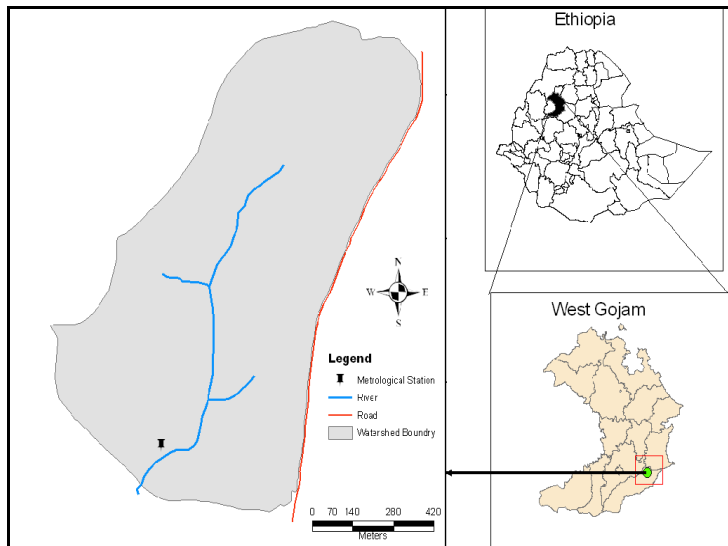 Ethiopia
N
W E
S
West Gojam
Legend
Metrological Station
River
Road
Watershed Boundry
0 70 140 280 420
Meters